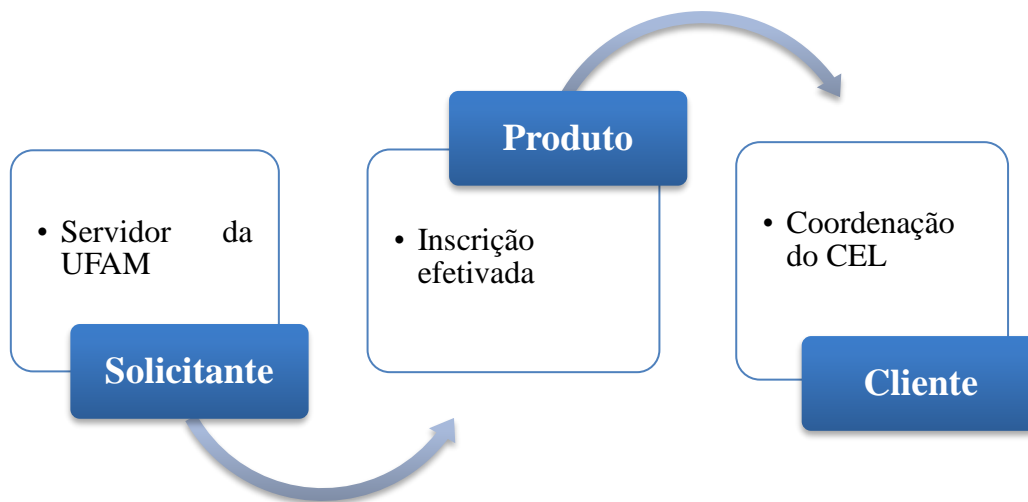 • Servidor da
UFAM
Solicitante
Produto
• Inscrição
efetivada
• Coordenação
do CEL
Cliente